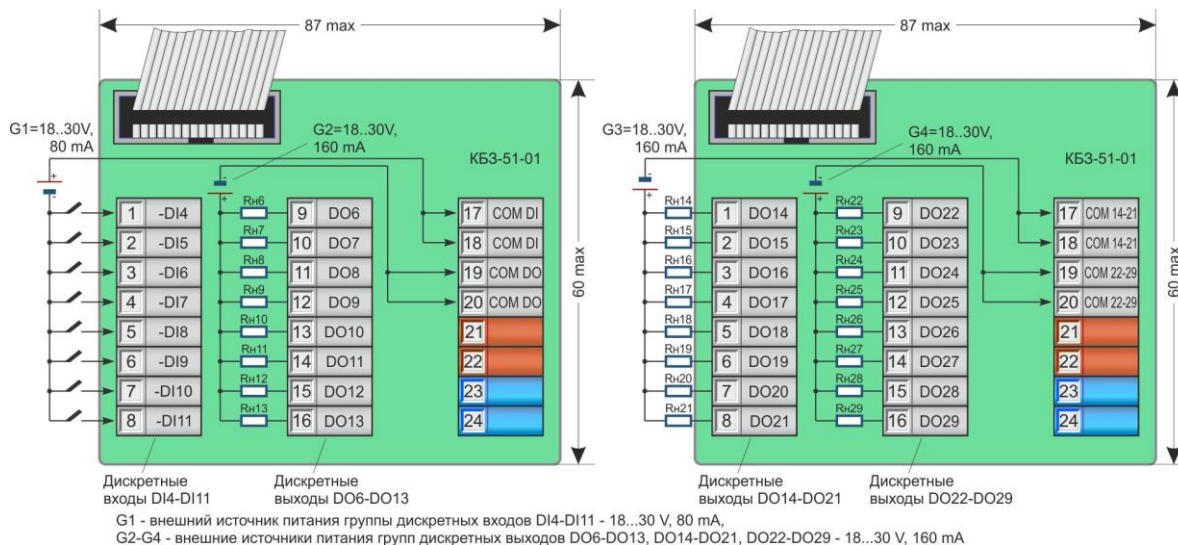 87 max
G1=18..30V,
80 mA
G2=18..30V,
160 mA
КБЗ-51-01
60 max
+
-
-
+
1 -DI4
2 -DI5
3 -DI6
4 -DI7
5 -DI8
6 -DI9
7 -DI10
8 -DI11
Rн6
Rн7
Rн8
Rн9
Rн10
Rн11
Rн12
Rн13
9 DO6
10 DO7
11 DO8
12 DO9
13 DO10
14 DO11
15 DO12
16 DO13
17 COM DI
18 COM DI
19 COM DO
20 COM DO
21
22
23
24
Дискретные
входы DI4-DI11
Дискретные
выходы DO6-DO13
87 max
G3=18..30V,
160 mA
G4=18..30V,
160 mA
КБЗ-51-01
60 max
-
+
-
+
Rн14
Rн15
Rн16
Rн17
Rн18
Rн19
Rн20
Rн21
1 DO14
2 DO15
3 DO16
4 DO17
5 DO18
6 DO19
7 DO20
8 DO21
Rн22
Rн23
Rн24
Rн25
Rн26
Rн27
Rн28
Rн29
9 DO22
10 DO23
11 DO24
12 DO25
13 DO26
14 DO27
15 DO28
16 DO29
17 COM 14-21
18 COM 14-21
19 COM 22-29
20 COM 22-29
21
22
23
24
Дискретные
выходы DO14-DO21
Дискретные
выходы DO22-DO29
G1 - внешний источник питания группы дискретных входов DI4-DI11 - 18...30 V, 80 mA,
G2-G4 - внешние источники питания групп дискретных выходов DO6-DO13, DO14-DO21, DO22-DO29 - 18...30 V, 160 mA